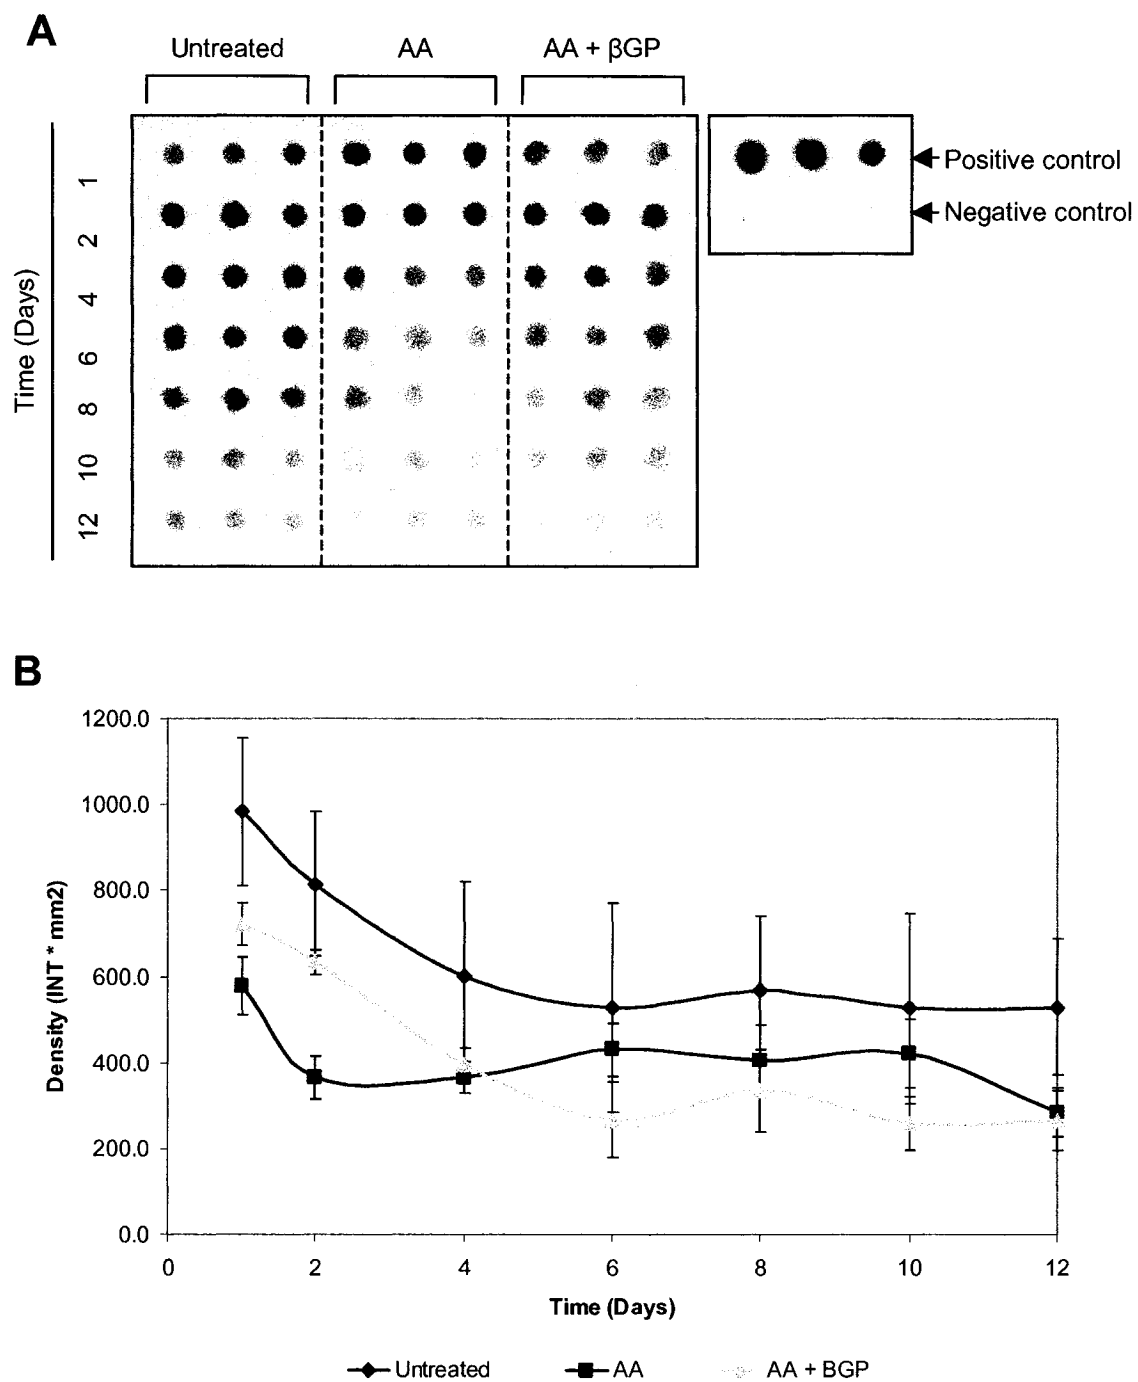 A
Untreated AA AA + βGP
Positive control
Negative control
Time (Days)
1
2
4
6
8
10
12
B
Density (INT * mm2)
1200.0
1000.0
800.0
600.0
400.0
200.0
0.0
0 2 4 6 8 10 12
Time (Days)
Untreated AA AA + BGP